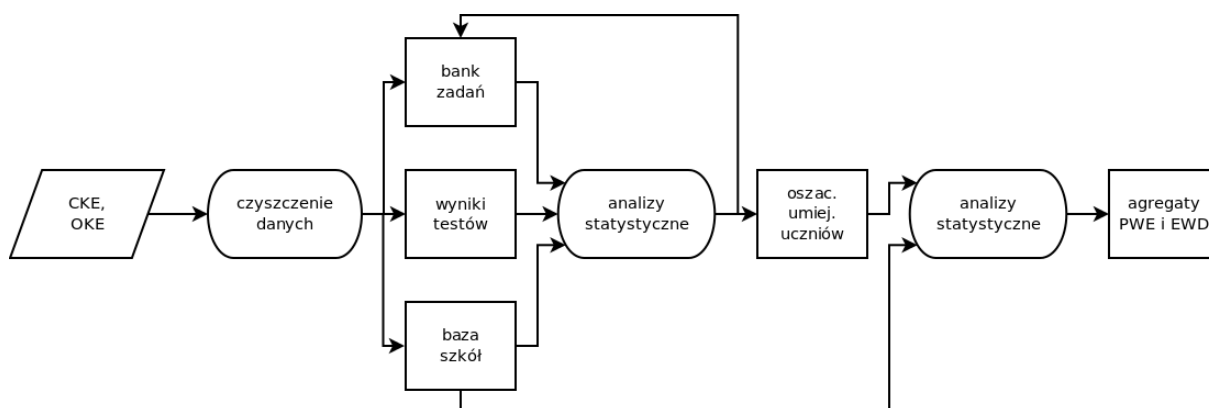 bank
zadań
CKE,
OKE
czyszczenie
danych
wyniki
testów
analizy
statystyczne
oszac.
umiej.
uczniów
analizy
statystyczne
agregaty
PWE i EWD
baza
szkół